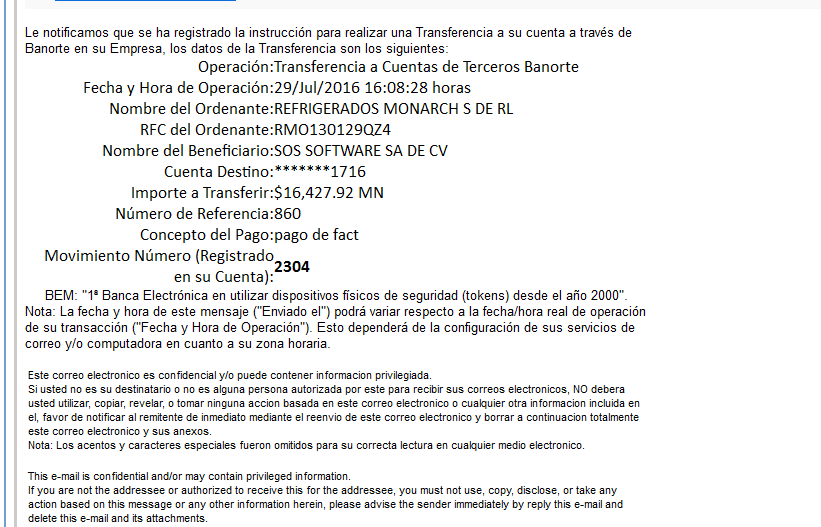 Le notificamos que se ha registrado la instrucción para realizar una Transferencia a su cuenta a través de
Banorte en su Empresa, los datos de la Transferencia son los siguientes:
Operación:Transferencia a Cuentas de Terceros Banorte
Fecha y Hora de Operación:29/Jul/2016 16:08:28 horas
Nombre del Ordenante:REFRIGERADOS MONARCH S DE RL
RFC del Ordenante:RMO130129QZ4
Nombre del Beneficiario:SOS SOFTWARE SA DE CV
Cuenta Destino:*******1716
Importe a Transferir:$16,427.92 MN
Número de Referencia:860
Concepto del Pago:pago de fact
Movimiento Número (Registrado
en su Cuenta):2304
BEM: "1ª Banca Electrónica en utilizar dispositivos físicos de seguridad (tokens) desde el año 2000".
Nota: La fecha y hora de este mensaje ("Enviado el") podrá variar respecto a la fecha/hora real de operación
de su transacción ("Fecha y Hora de Operación"). Esto dependerá de la configuración de sus servicios de
correo y/o computadora en cuanto a su zona horaria.
Este correo electronico es confidencial y/o puede contener informacion privilegiada.
Si usted no es su destinatario o no es alguna persona autorizada por este para recibir sus correos electronicos, NO debera
usted utilizar, copiar, revelar, o tomar ninguna accion basada en este correo electronico o cualquier otra informacion incluida en
el, favor de notificar al remitente de inmediato mediante el reenvio de este correo electronico y borrar a continuacion totalmente
este correo electronico y sus anexos.
Nota: Los acentos y caracteres especiales fueron omitidos para su correcta lectura en cualquier medio electronico.
This e-mail is confidential and/or may contain privileged information.
If you are not the addressee or authorized to receive this for the addressee, you must not use, copy, disclose, or take any
action based on this message or any other information herein, please advise the sender immediately by reply this e-mail and
delete this e-mail and its attachments.